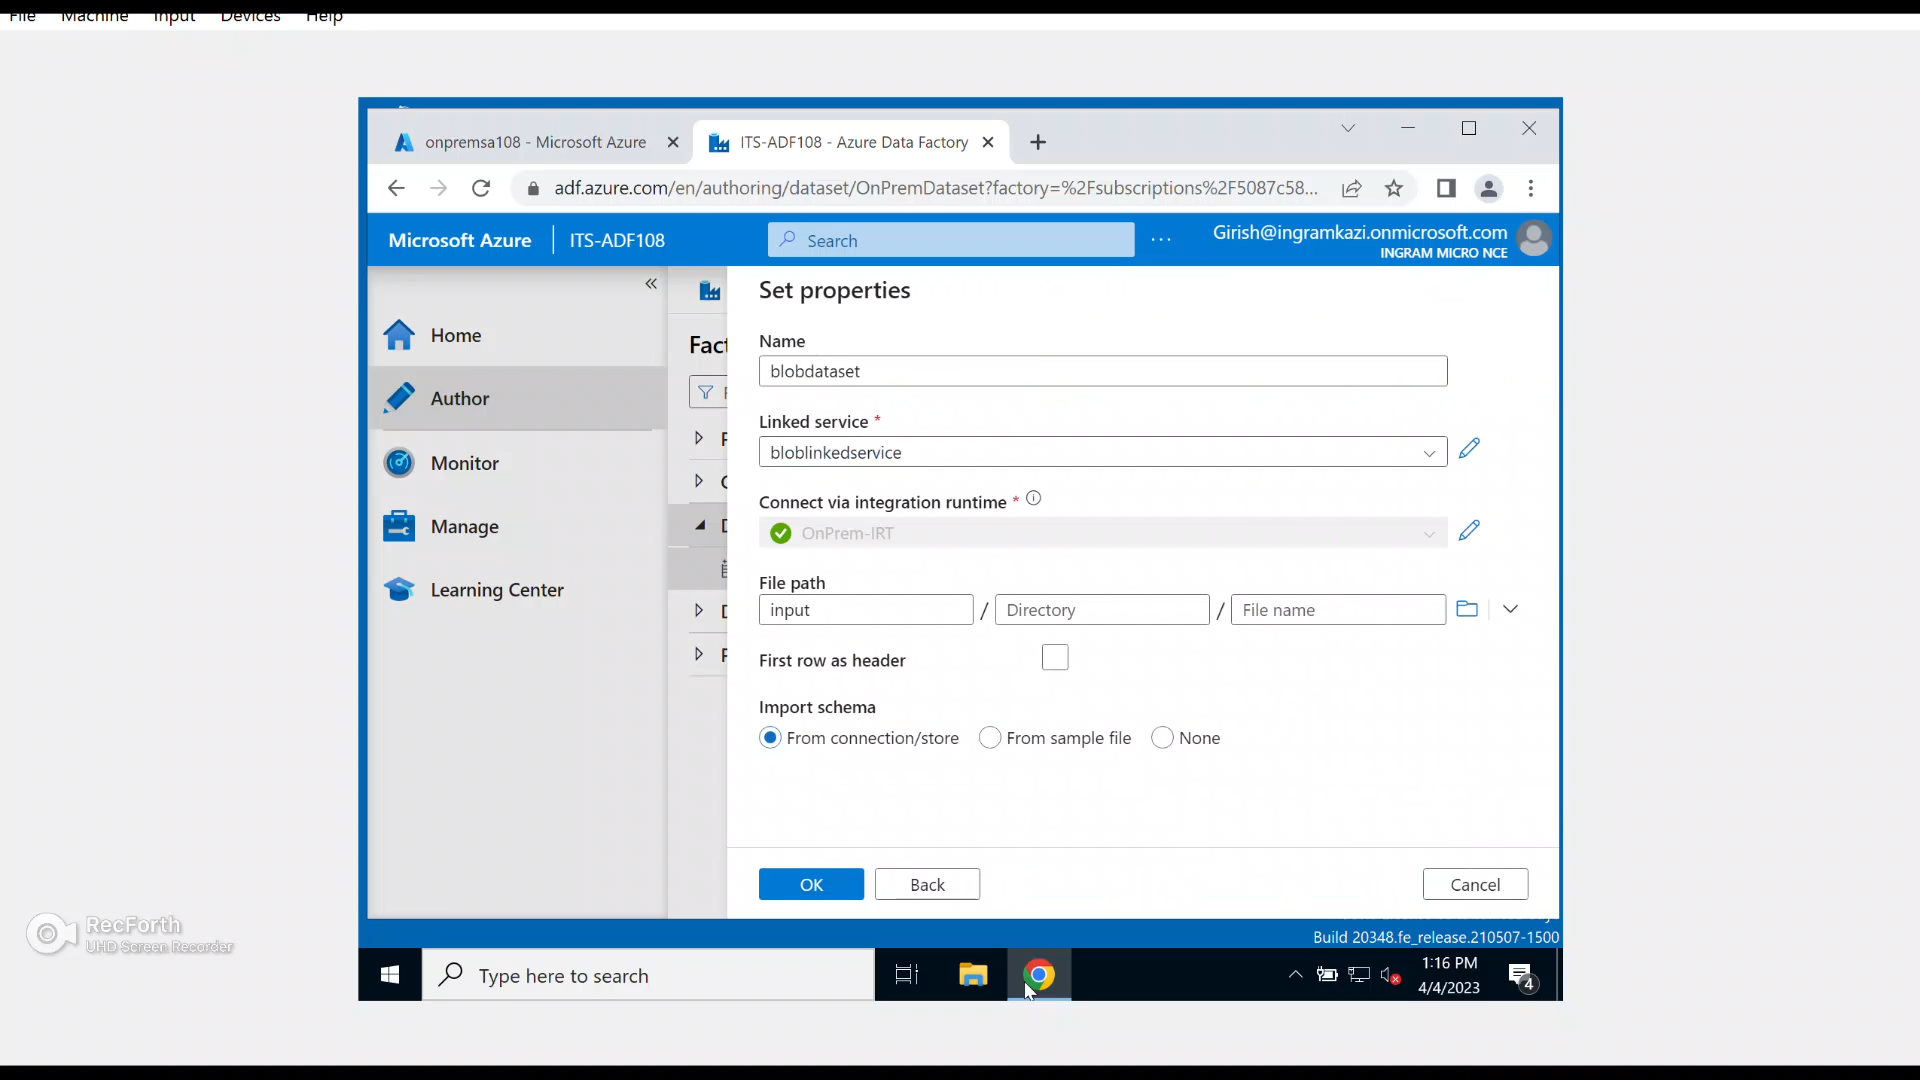 File Machine Input Devices Help
onpremsa108 - Microsoft Azure
ITS-ADF108 - Azure Data Factory
adf.azure.com/en/authoring/dataset/OnPremDataset?factory=%2Fsubscriptions%2F5087c58...
Microsoft Azure
ITS-ADF108
Search
...
Girish@ingramkazi.onmicrosoft.com
INGRAM MICRO NCE
«
Home
Author
Monitor
Manage
Learning Center
Fact
Set properties
Name
blobdataset
Linked service *
bloblinkedservice
Connect via integration runtime *
OnPrem-IRT
File path
input / Directory / File name
First row as header
Import schema
From connection/store From sample file None
OK Back Cancel
RecForth
UHD Screen Recorder
Build 20348.fe_release.210507-1500
Type here to search
1:16 PM
4/4/2023
4